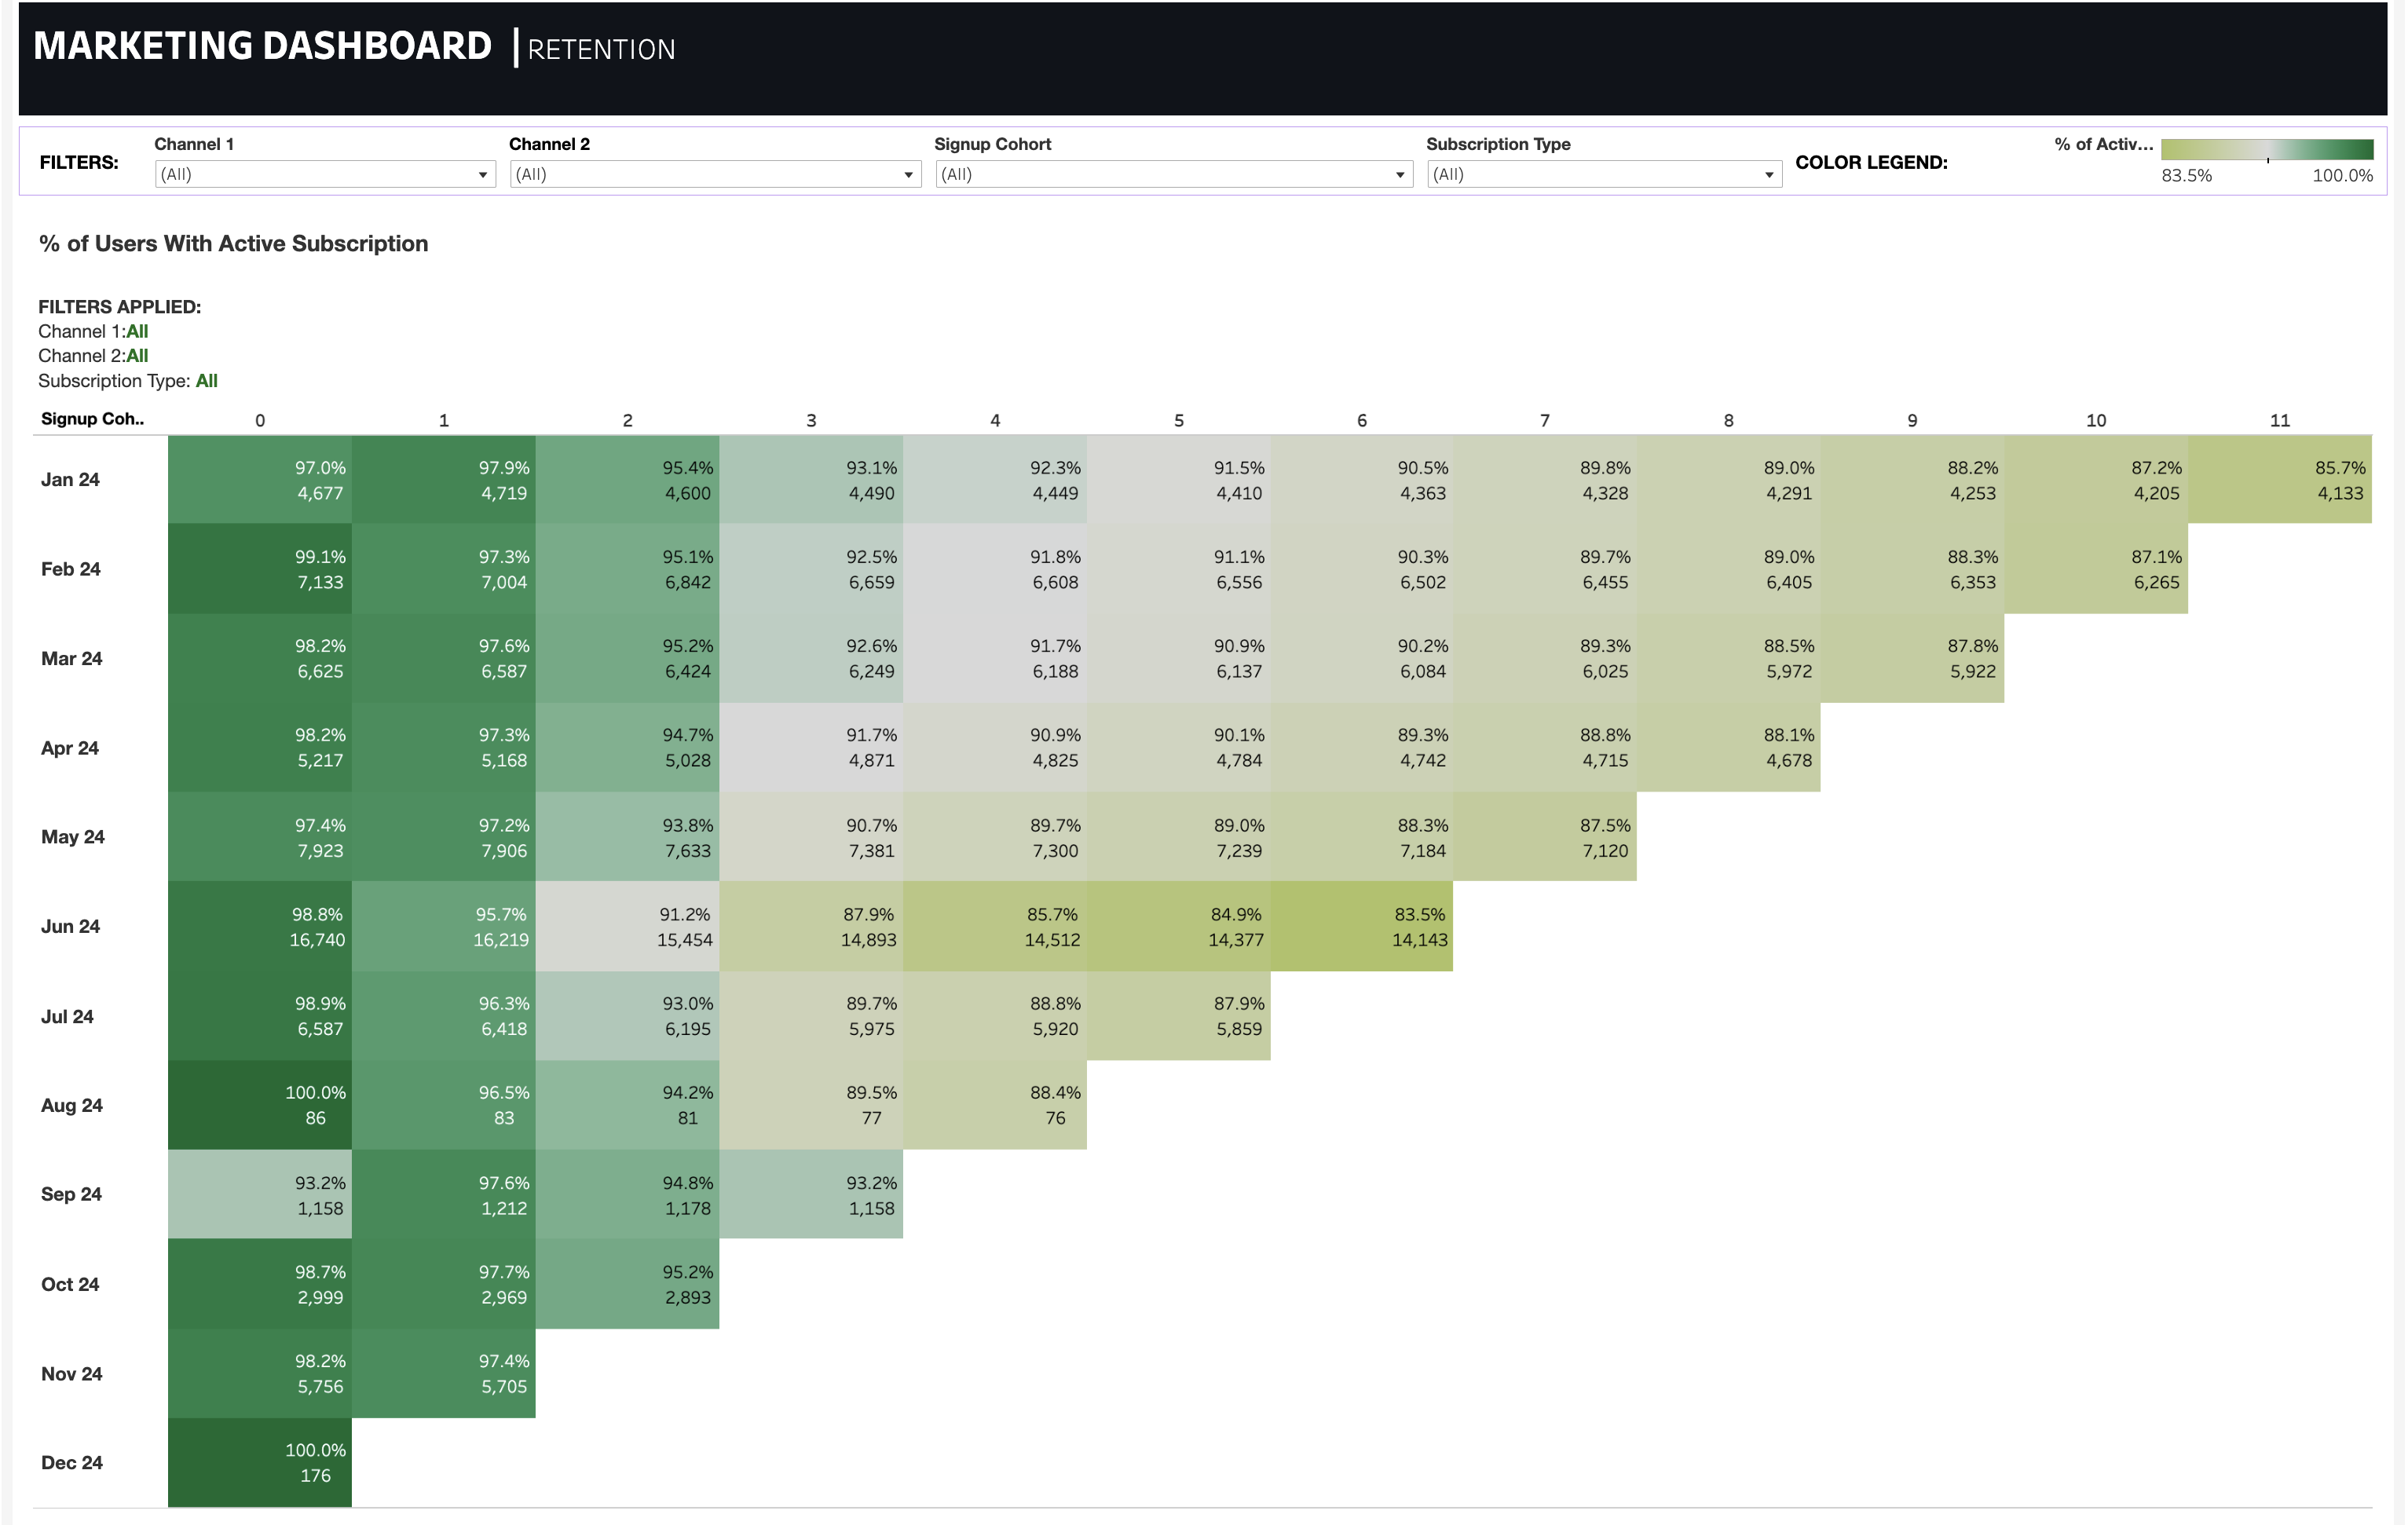 MARKETING DASHBOARD | RETENTION
FILTERS:
Channel 1
(All)
Channel 2
(All)
Signup Cohort
(All)
Subscription Type
(All)
COLOR LEGEND:
% of Activ...
83.5% 100.0%
% of Users With Active Subscription
FILTERS APPLIED:
Channel 1:All
Channel 2:All
Subscription Type: All
Signup Coh.. 0 1 2 3 4 5 6 7 8 9 10 11
Jan 24
97.0% 97.9% 95.4% 93.1% 92.3% 91.5% 90.5% 89.8% 89.0% 88.2% 87.2% 85.7%
4,677 4,719 4,600 4,490 4,449 4,410 4,363 4,328 4,291 4,253 4,205 4,133
Feb 24
99.1% 97.3% 95.1% 92.5% 91.8% 91.1% 90.3% 89.7% 89.0% 88.3% 87.1%
7,133 7,004 6,842 6,659 6,608 6,556 6,502 6,455 6,405 6,353 6,265
Mar 24
98.2% 97.6% 95.2% 92.6% 91.7% 90.9% 90.2% 89.3% 88.5% 87.8%
6,625 6,587 6,424 6,249 6,188 6,137 6,084 6,025 5,972 5,922
Apr 24
98.2% 97.3% 94.7% 91.7% 90.9% 90.1% 89.3% 88.8% 88.1%
5,217 5,168 5,028 4,871 4,825 4,784 4,742 4,715 4,678
May 24
97.4% 97.2% 93.8% 90.7% 89.7% 89.0% 88.3% 87.5%
7,923 7,906 7,633 7,381 7,300 7,239 7,184 7,120
Jun 24
98.8% 95.7% 91.2% 87.9% 85.7% 84.9% 83.5%
16,740 16,219 15,454 14,893 14,512 14,377 14,143
Jul 24
98.9% 96.3% 93.0% 89.7% 88.8% 87.9%
6,587 6,418 6,195 5,975 5,920 5,859
Aug 24
100.0% 96.5% 94.2% 89.5% 88.4%
86 83 81 77 76
Sep 24
93.2% 97.6% 94.8% 93.2%
1,158 1,212 1,178 1,158
Oct 24
98.7% 97.7% 95.2%
2,999 2,969 2,893
Nov 24
98.2% 97.4%
5,756 5,705
Dec 24
100.0%
176